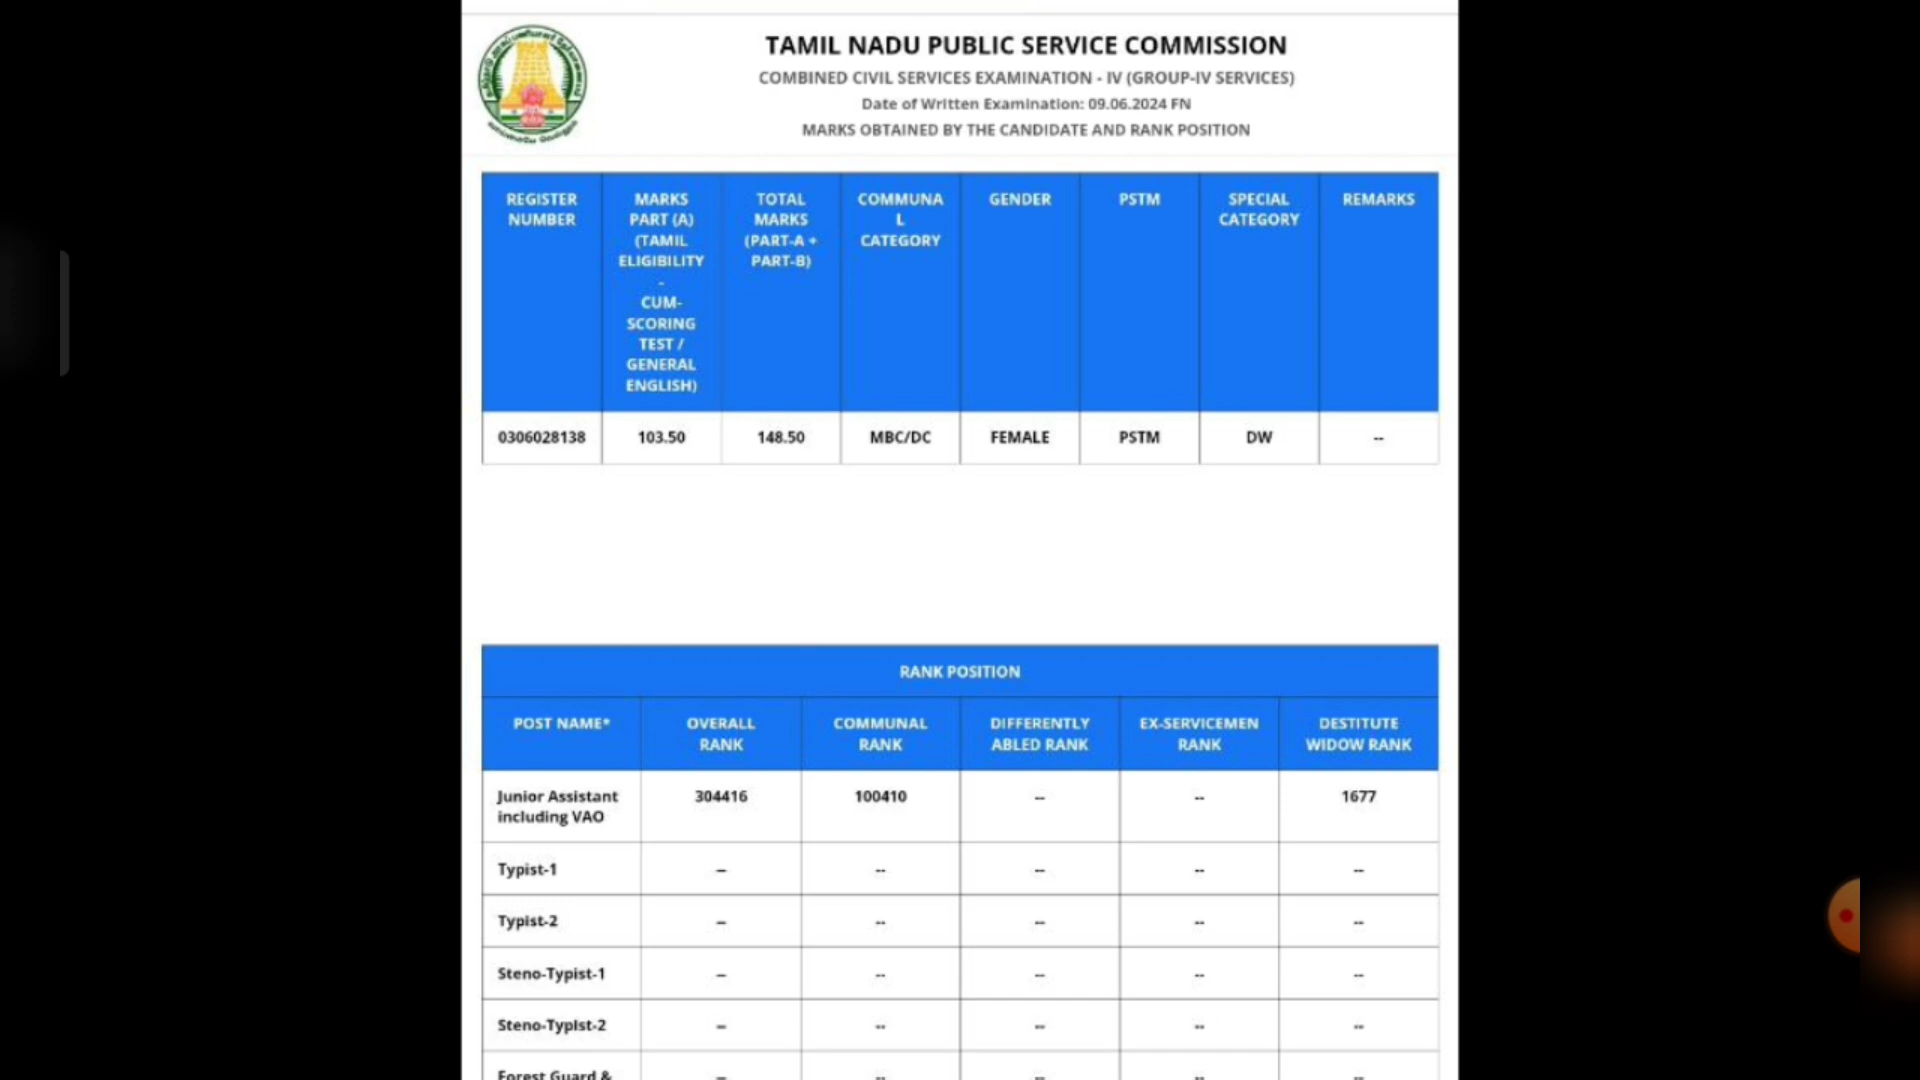 TAMIL NADU PUBLIC SERVICE COMMISSION
COMBINED CIVIL SERVICES EXAMINATION - IV (GROUP-IV SERVICES)
Date of Written Examination: 09.06.2024 FN
MARKS OBTAINED BY THE CANDIDATE AND RANK POSITION
REGISTER
NUMBER
MARKS
PART (A)
(TAMIL
ELIGIBILITY
-
CUM-
SCORING
TEST /
GENERAL
ENGLISH)
TOTAL
MARKS
(PART-A +
PART-B)
COMMUNA
L
CATEGORY
GENDER
PSTM
SPECIAL
CATEGORY
REMARKS
0306028138 103.50 148.50 MBC/DC FEMALE PSTM DW --
RANK POSITION
POST NAME*
OVERALL
RANK
COMMUNAL
RANK
DIFFERENTLY
ABLED RANK
EX-SERVICEMEN
RANK
DESTITUTE
WIDOW RANK
Junior Assistant
including VAO
304416 100410 -- -- 1677
Typist-1 -- -- -- -- --
Typist-2 -- -- -- -- --
Steno-Typist-1 -- -- -- -- --
Steno-Typist-2 -- -- -- -- --
Forest Guard & -- -- -- -- --